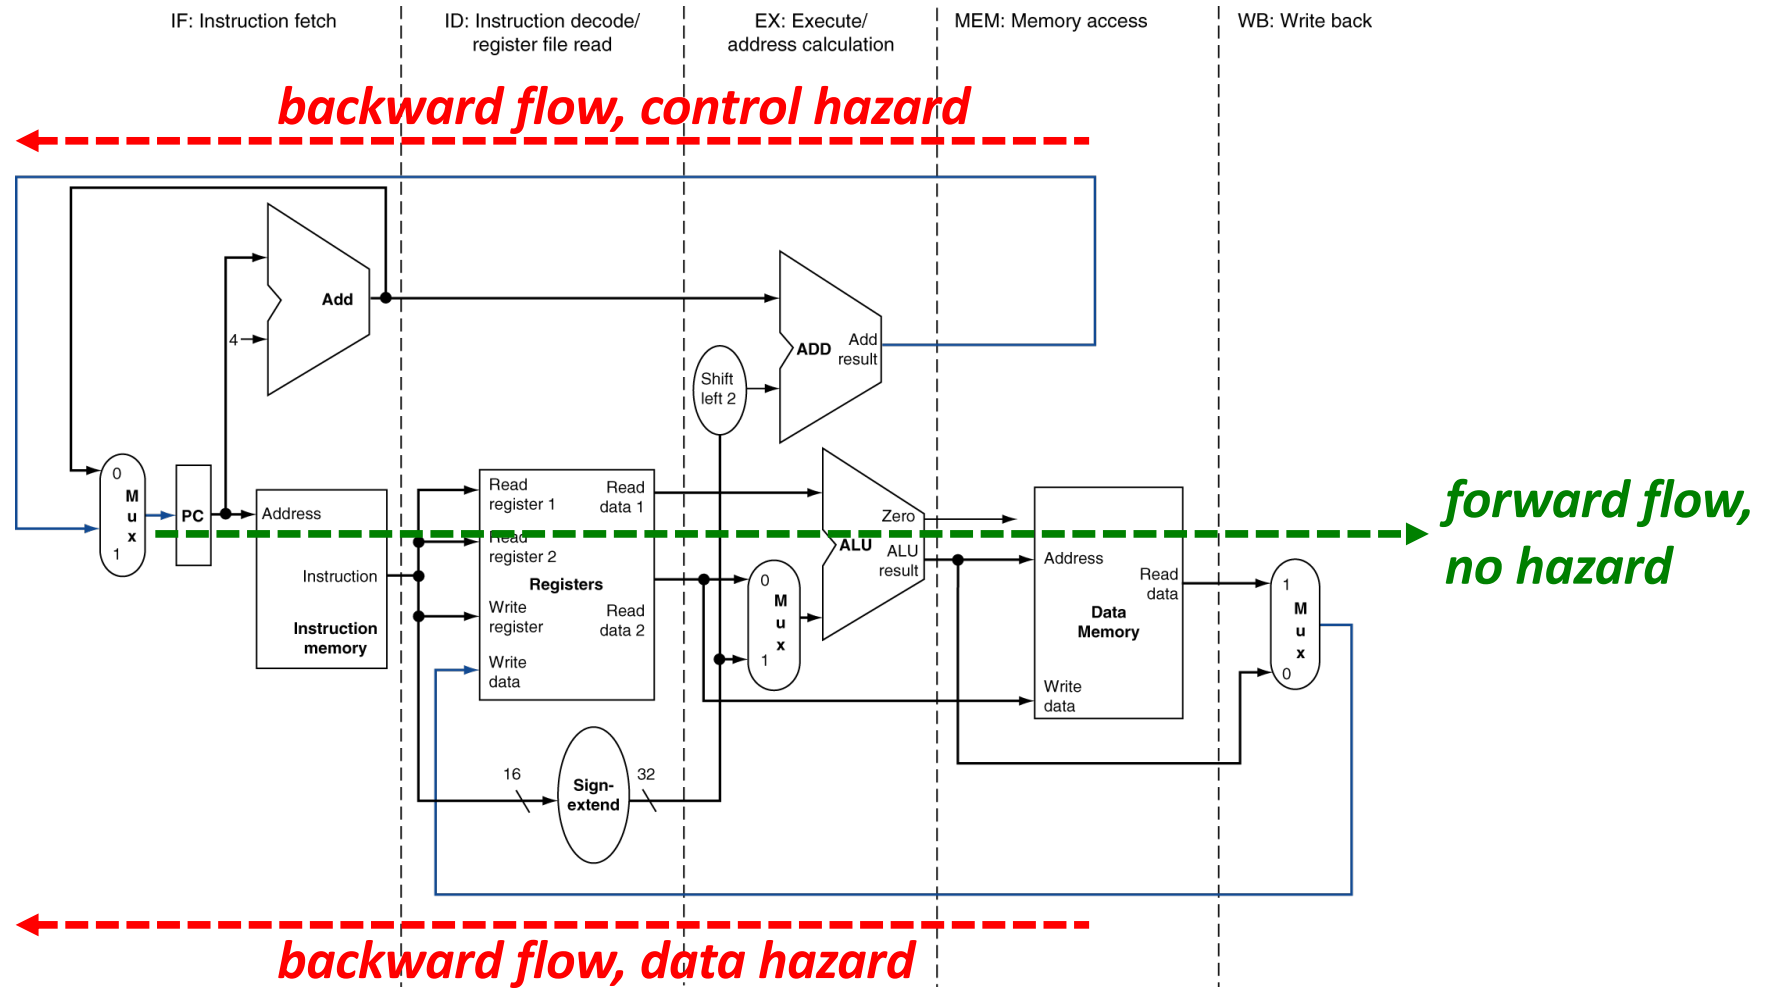 IF: Instruction fetch
ID: Instruction decode/
register file read
EX: Execute/
address calculation
MEM: Memory access
WB: Write back
backward flow, control hazard
Add
4
ADD
Add
result
Shift
left 2
0
M
u
x
1
PC
Address
Instruction
Instruction
memory
Read
register 1
Read
data 1
Read
register 2
Registers
Write
register
Read
data 2
Write
data
0
M
u
x
1
Zero
ALU
ALU
result
Address
Read
data
Data
Memory
Write
data
1
M
u
x
0
forward flow,
no hazard
16
Sign-
extend
32
backward flow, data hazard